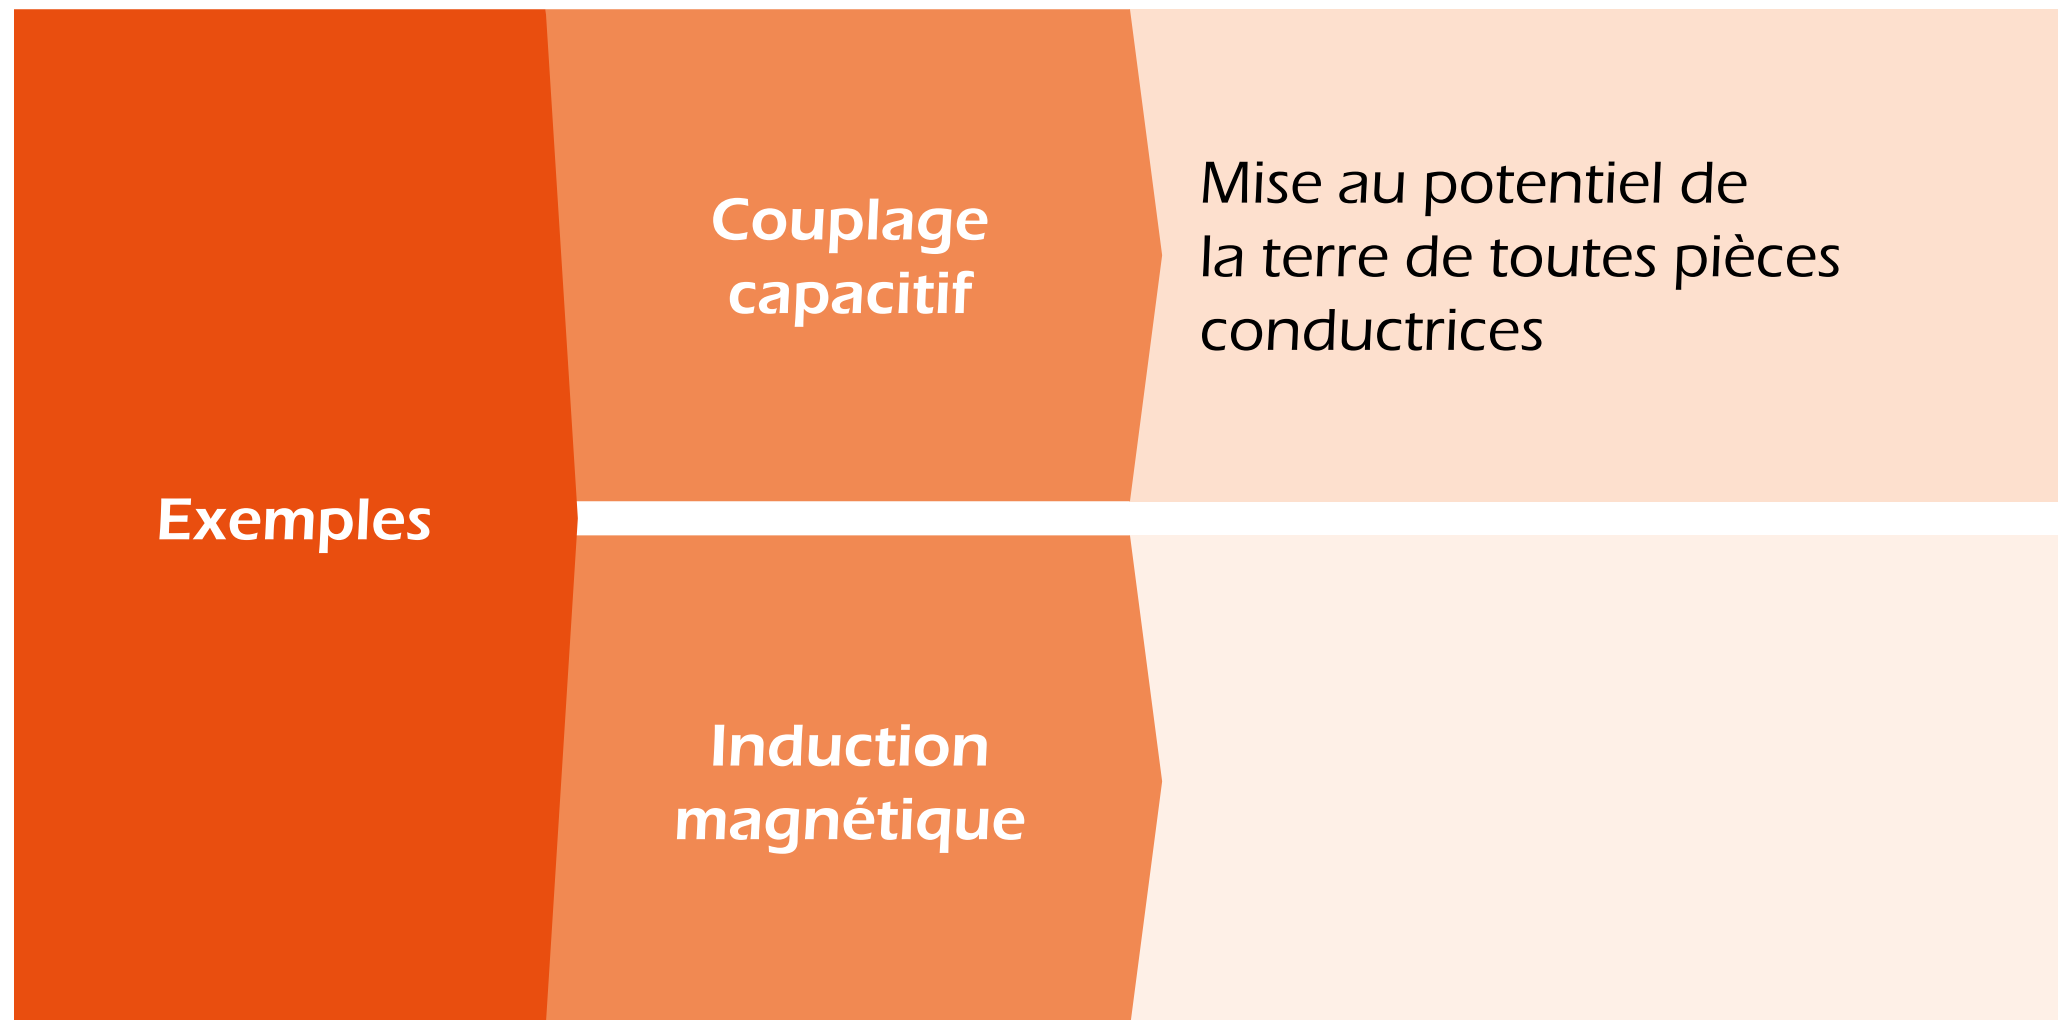 Exemples
Couplage
capacitif
Mise au potentiel de
la terre de toutes pièces
conductrices
Induction
magnétique